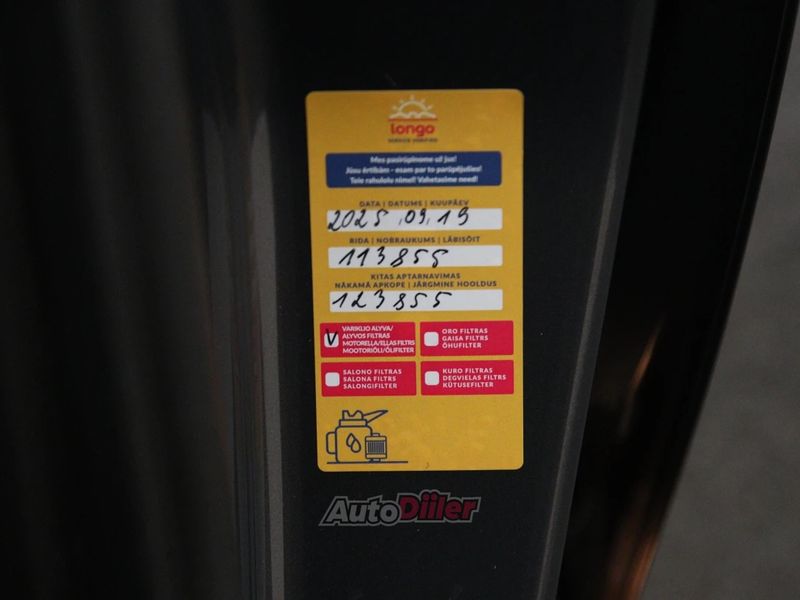 longo
SERVICE VERIFIED
Mes pasirūpinome už jus!
Jūsu ērtībām - esam par to parūpējušies!
Teie rahulolu nimel! Vahetasime need!
DATA | DATUMS | KUUPÄEV
2025.09.19
RIDA | NOBRAUKUMS | LÄBISÕIT
113855
KITAS APTARNAVIMAS
NĀKAMĀ APKOPE | JÄRGMINE HOOLDUS
123855
V
VARIKLIO ALYVA/
ALYVOS FILTRAS
MOTOREĻĻA/EĻĻAS FILTRS
MOOTORIÕLI/ÕLIFILTER
ORO FILTRAS
GAISA FILTRS
ÕHUFILTER
SALONO FILTRAS
SALONA FILTRS
SALONGIFILTER
KURO FILTRAS
DEGVIELAS FILTRS
KÜTUSEFILTER
AutoDiiler